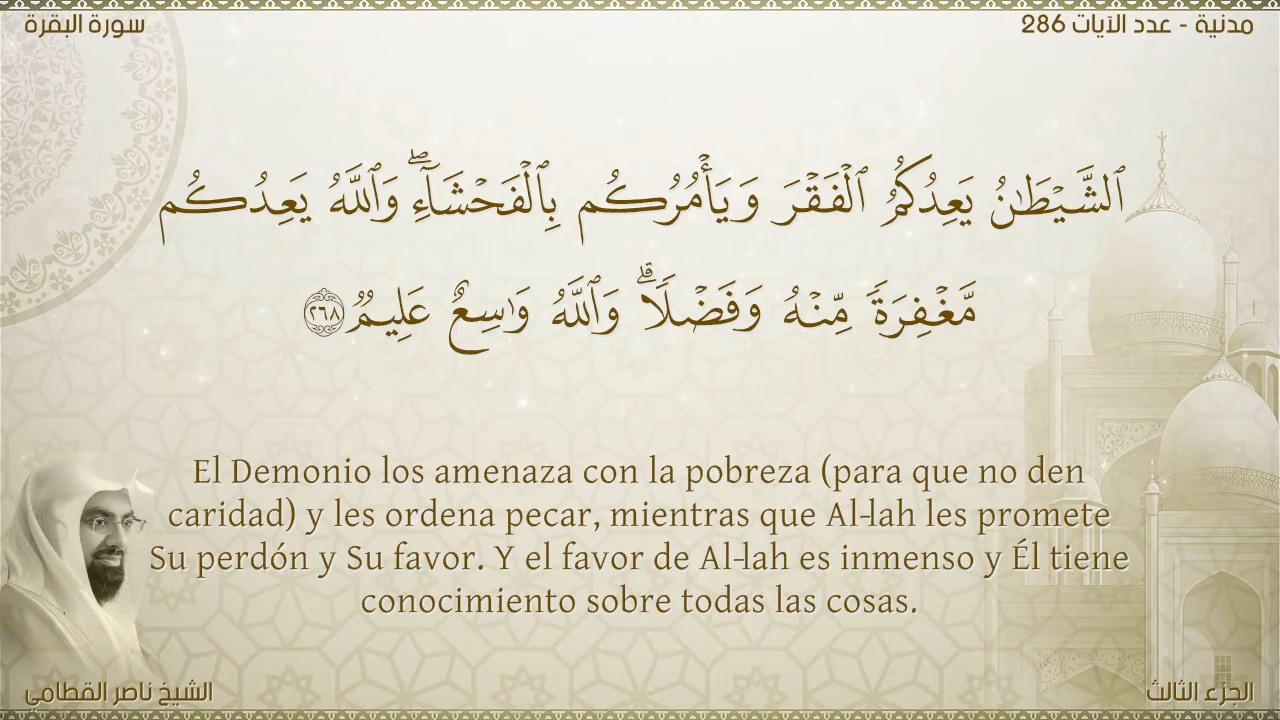 سورة البقرة
مدنية - عدد الآيات 286
ٱلشَّيْطَـٰنُ يَعِدُكُمُ ٱلْفَقْرَ وَيَأْمُرُكُم بِٱلْفَحْشَآءِ ۖ وَٱللَّهُ يَعِدُكُم
مَّغْفِرَةً مِّنْهُ وَفَضْلًا ۗ وَٱللَّهُ وَٰسِعٌ عَلِيمٌ ٢٦٨
El Demonio los amenaza con la pobreza (para que no den
caridad) y les ordena pecar, mientras que Al-lah les promete
Su perdón y Su favor. Y el favor de Al-lah es inmenso y Él tiene
conocimiento sobre todas las cosas.
الشيخ ناصر القطامي
الجزء الثالث